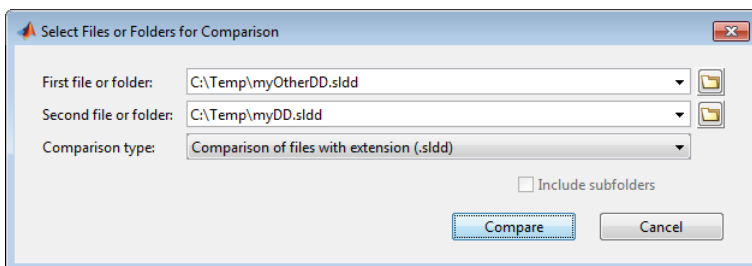 Select Files or Folders for Comparison
First file or folder: C:\Temp\myOtherDD.sldd
Second file or folder: C:\Temp\myDD.sldd
Comparison type: Comparison of files with extension (.sldd)
Include subfolders
Compare Cancel